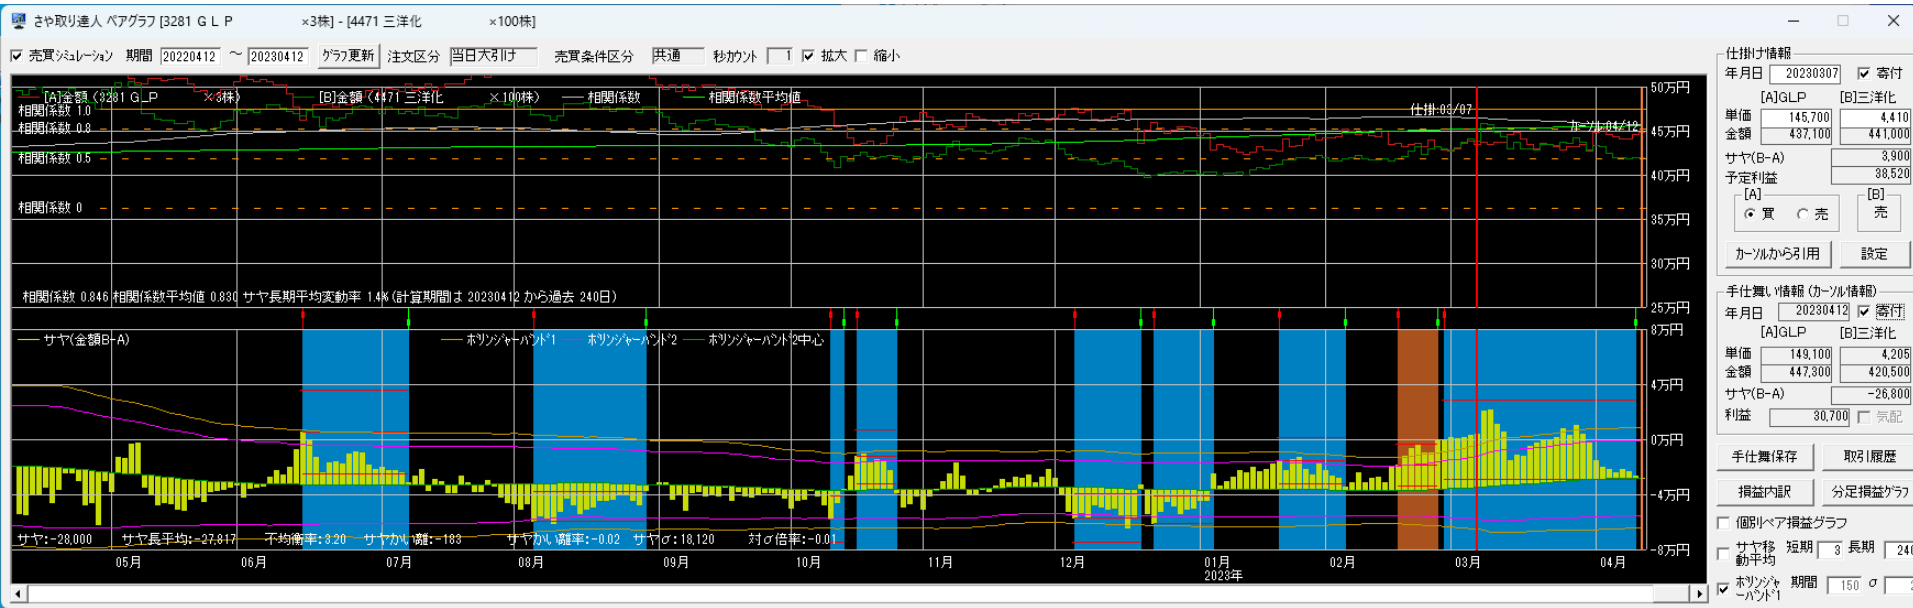 さや取り達人 ペアグラフ [3281 ＧＬＰ ×3株] - [4471 三洋化 ×100株]
売買シミュレーション 期間 20220412 ～ 20230412 グラフ更新 注文区分 当日大引け 売買条件区分 共通 秒カウント 1 拡大 縮小
[A]金額（3281 GLP ×3株） [B]金額（4471 三洋化 ×100株） 相関係数 相関係数平均値
相関係数 1.0
相関係数 0.8
相関係数 0.5
相関係数 0
仕掛:03/07
カーソル:04/12
50万円
45万円
40万円
35万円
30万円
25万円
相関係数 0.846 相関係数平均値 0.830 サヤ長期平均変動率 1.4%(計算期間は 20230412 から過去 240日)
サヤ(金額B-A) ボリンジャーバンド1 ボリンジャーバンド2 ボリンジャーバンド2中心
8万円
4万円
0万円
-4万円
-8万円
サヤ:-28,000 サヤ長平均:-27,817 不均衡率:3.20 サヤかい離:-183 サヤかい離率:-0.02 サヤσ:18,120 対σ倍率:-0.01
05月 06月 07月 08月 09月 10月 11月 12月 01月 02月 03月 04月
2023年
仕掛け情報
年月日 20230307 寄付
[A]GLP [B]三洋化
単価 145,700 4,410
金額 437,100 441,000
サヤ(B-A) 3,900
予定利益 38,520
[A] [B]
買 売 売
カーソルから引用 設定
手仕舞い情報(カーソル情報)
年月日 20230412 寄付
[A]GLP [B]三洋化
単価 149,100 4,205
金額 447,300 420,500
サヤ(B-A) -26,800
利益 30,700 気配
手仕舞保存 取引履歴
損益内訳 分足損益グラフ
個別ペア損益グラフ
サヤ移動平均 短期 3 長期 240
ボリンジャーバンド1 期間 150 σ